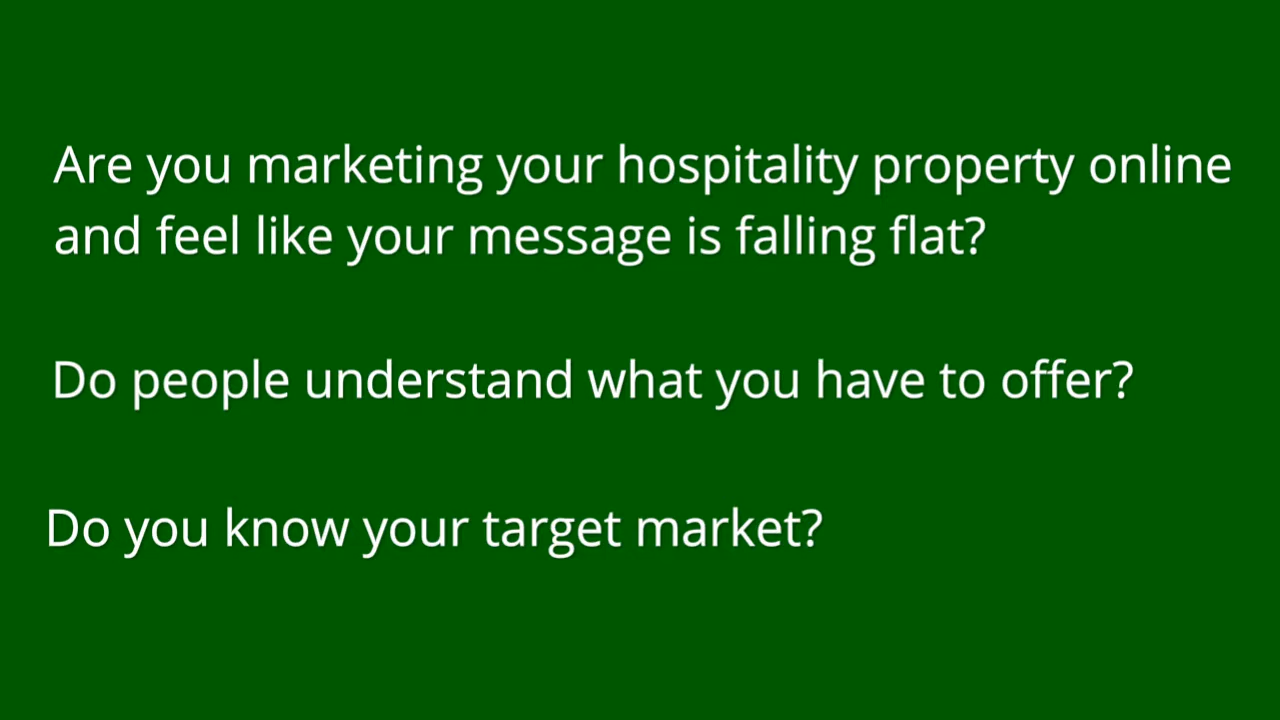 Are you marketing your hospitality property online
and feel like your message is falling flat?
Do people understand what you have to offer?
Do you know your target market?